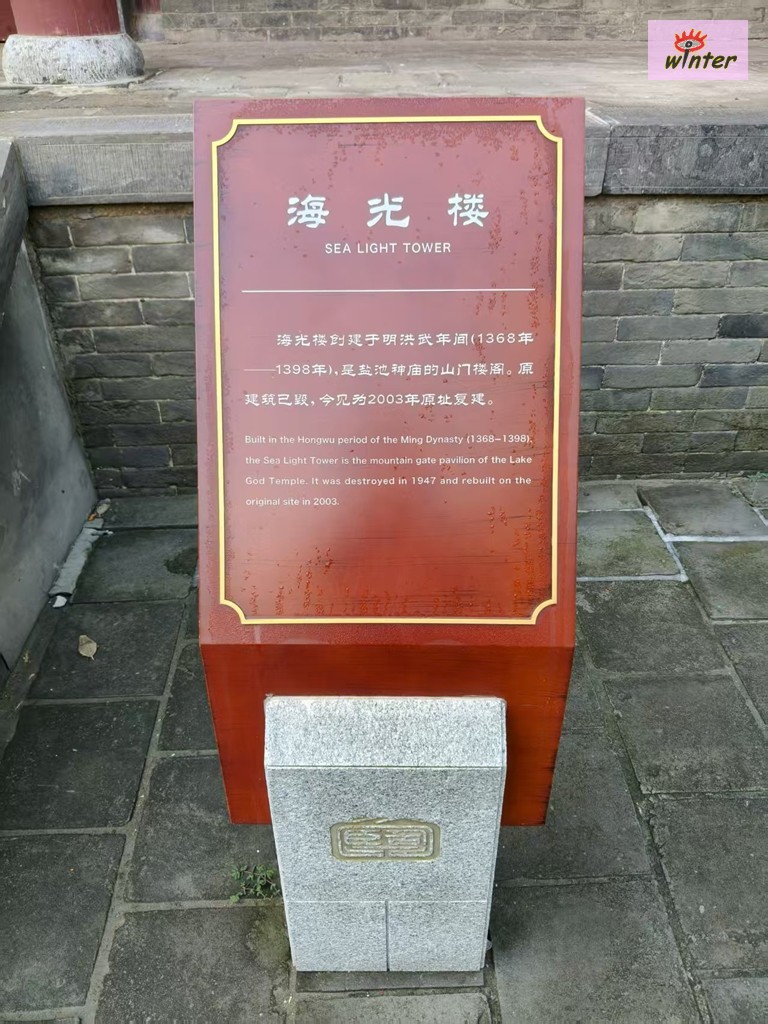 winter
海光楼
SEA LIGHT TOWER
海光楼创建于明洪武年间(1368年
——1398年),是盐池神庙的山门楼阁。原
建筑已毁,今见为2003年原址复建。
Built in the Hongwu period of the Ming Dynasty (1368-1398),
the Sea Light Tower is the mountain gate pavilion of the Lake
God Temple. It was destroyed in 1947 and rebuilt on the
original site in 2003.